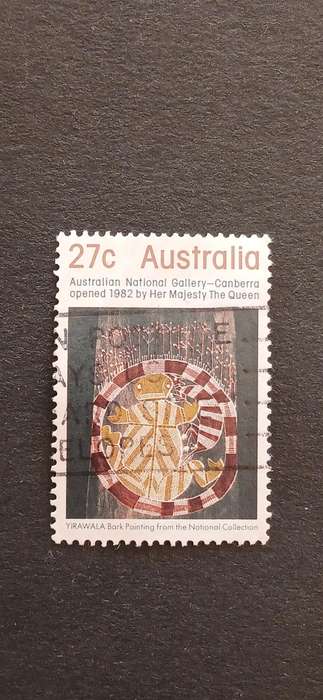 27c Australia
Australian National Gallery—Canberra
opened 1982 by Her Majesty The Queen
ELOPES
YIRAWALA Bark Painting from the National Collection